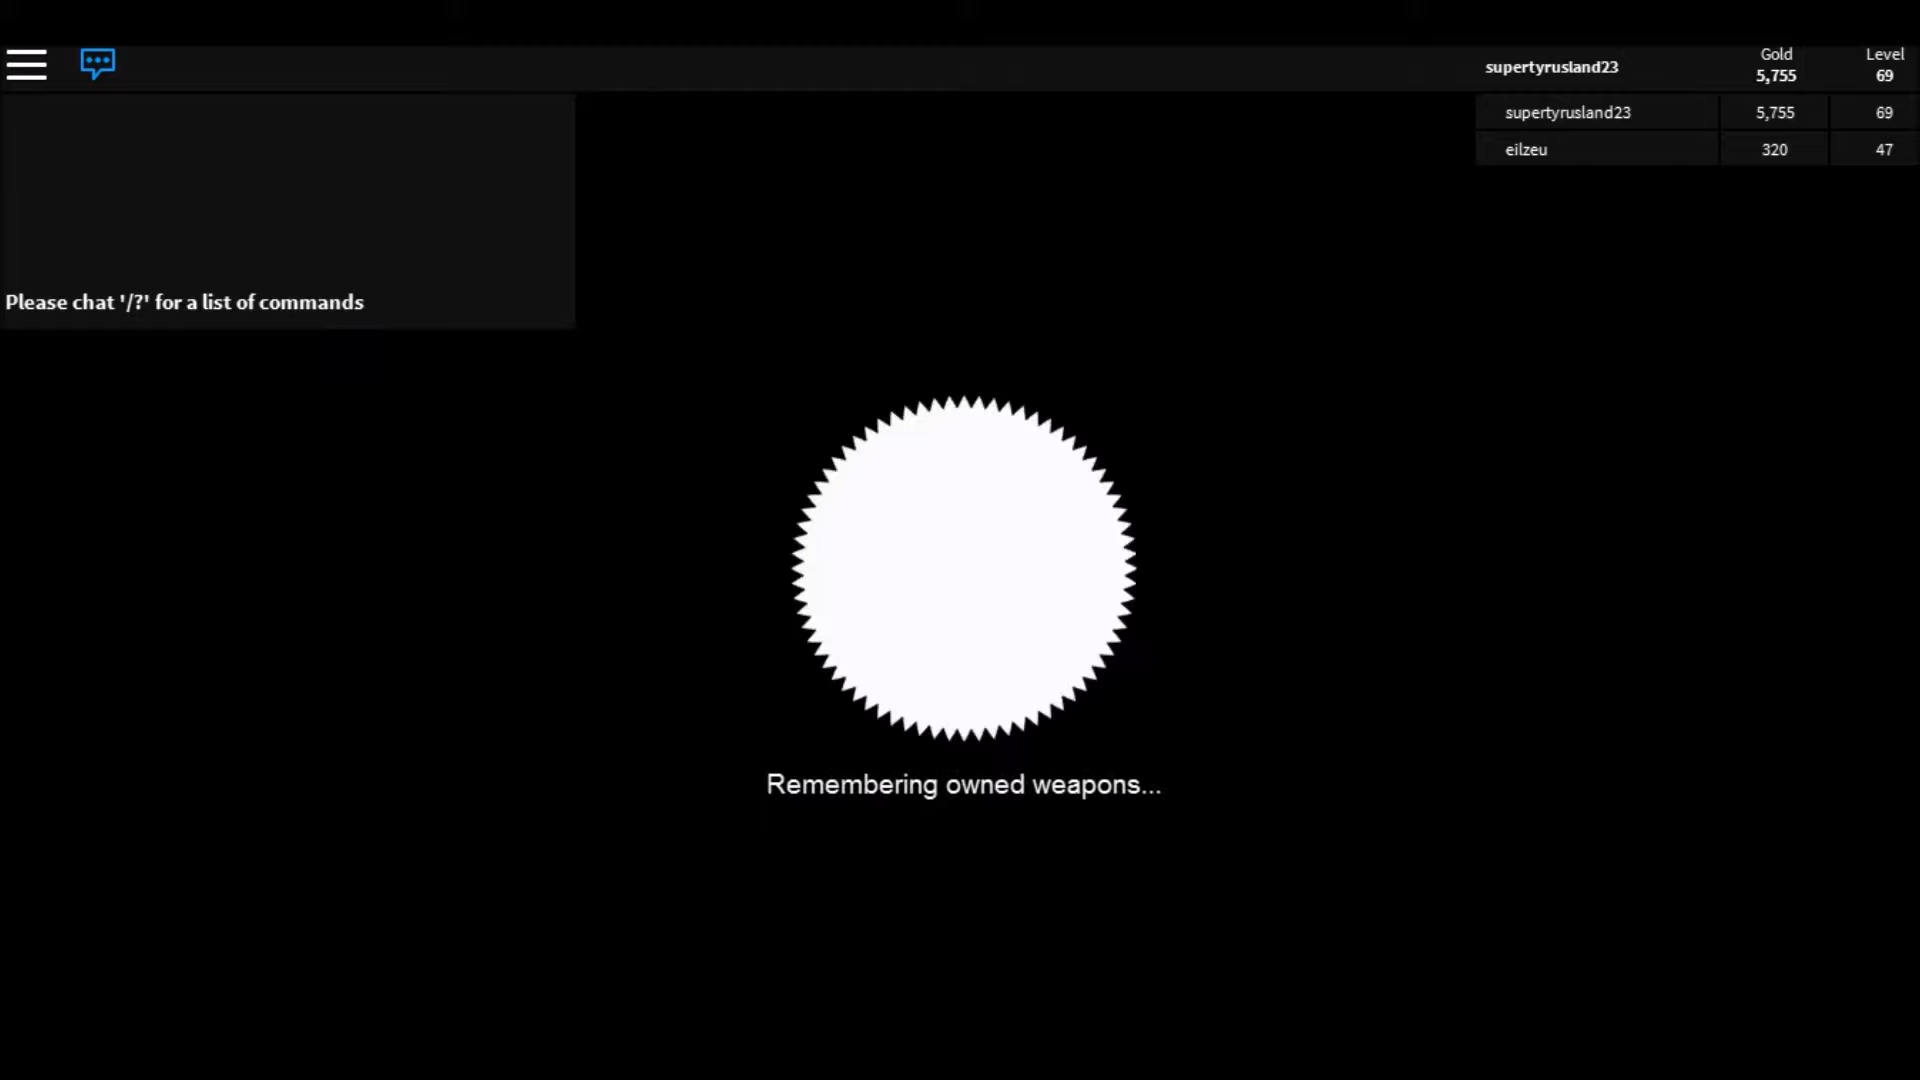 supertyrusland23 Gold 5,755 Level 69
supertyrusland23 5,755 69
eilzeu 320 47
Please chat '/?' for a list of commands
Remembering owned weapons...